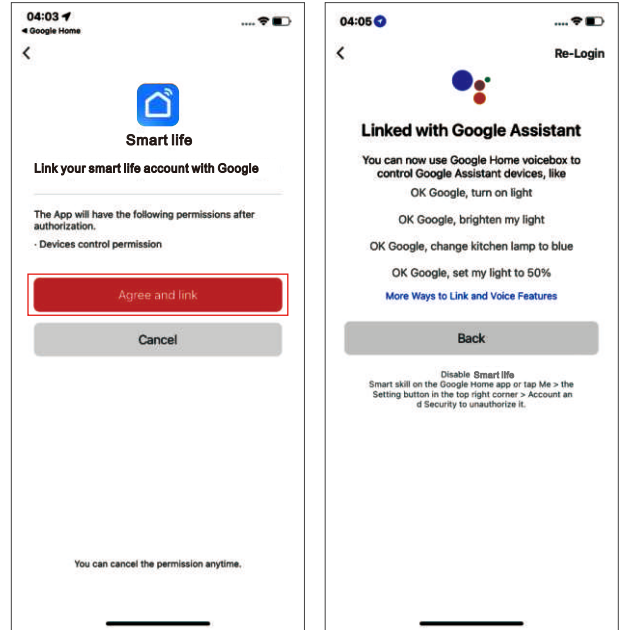 04:03
Google Home
Smart life
Link your smart life account with Google
The App will have the following permissions after
authorization.
· Devices control permission
Agree and link
Cancel
You can cancel the permission anytime.
04:05
Re-Login
Linked with Google Assistant
You can now use Google Home voicebox to
control Google Assistant devices, like
OK Google, turn on light
OK Google, brighten my light
OK Google, change kitchen lamp to blue
OK Google, set my light to 50%
More Ways to Link and Voice Features
Back
Disable Smart life
Smart skill on the Google Home app or tap Me > the
Setting button in the top right corner > Account an
d Security to unauthorize it.